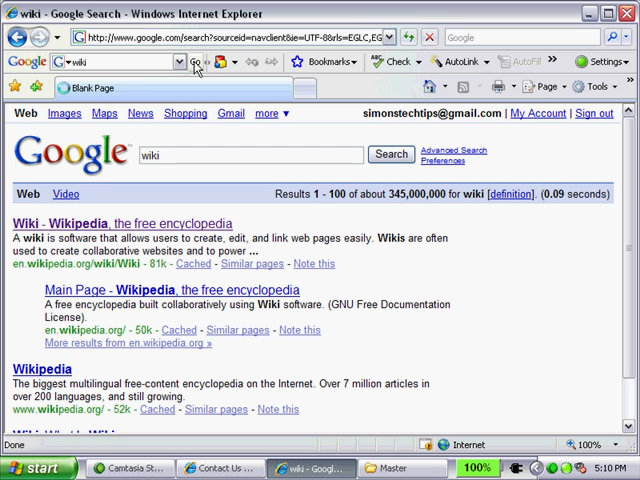 wiki - Google Search - Windows Internet Explorer
http://www.google.com/search?sourceid=navclient&ie=UTF-8&rls=EGLC,EG
Google
Google
wiki
Go
Bookmarks
Check
AutoLink
AutoFill
Settings
Blank Page
Page
Tools
Web Images Maps News Shopping Gmail more ▼
simonstechtips@gmail.com | My Account | Sign out
Google
wiki
Search
Advanced Search
Preferences
Web Video
Results 1 - 100 of about 345,000,000 for wiki [definition]. (0.09 seconds)
Wiki - Wikipedia, the free encyclopedia
A wiki is software that allows users to create, edit, and link web pages easily. Wikis are often
used to create collaborative websites and to power ...
en.wikipedia.org/wiki/Wiki - 81k - Cached - Similar pages - Note this
Main Page - Wikipedia, the free encyclopedia
A free encyclopedia built collaboratively using Wiki software. (GNU Free Documentation
License).
en.wikipedia.org/ - 50k - Cached - Similar pages - Note this
More results from en.wikipedia.org »
Wikipedia
The biggest multilingual free-content encyclopedia on the Internet. Over 7 million articles in
over 200 languages, and still growing.
www.wikipedia.org/ - 52k - Cached - Similar pages - Note this
Done
Internet
100%
start
Camtasia St...
Contact Us ...
wiki - Googl...
Master
100%
5:10 PM